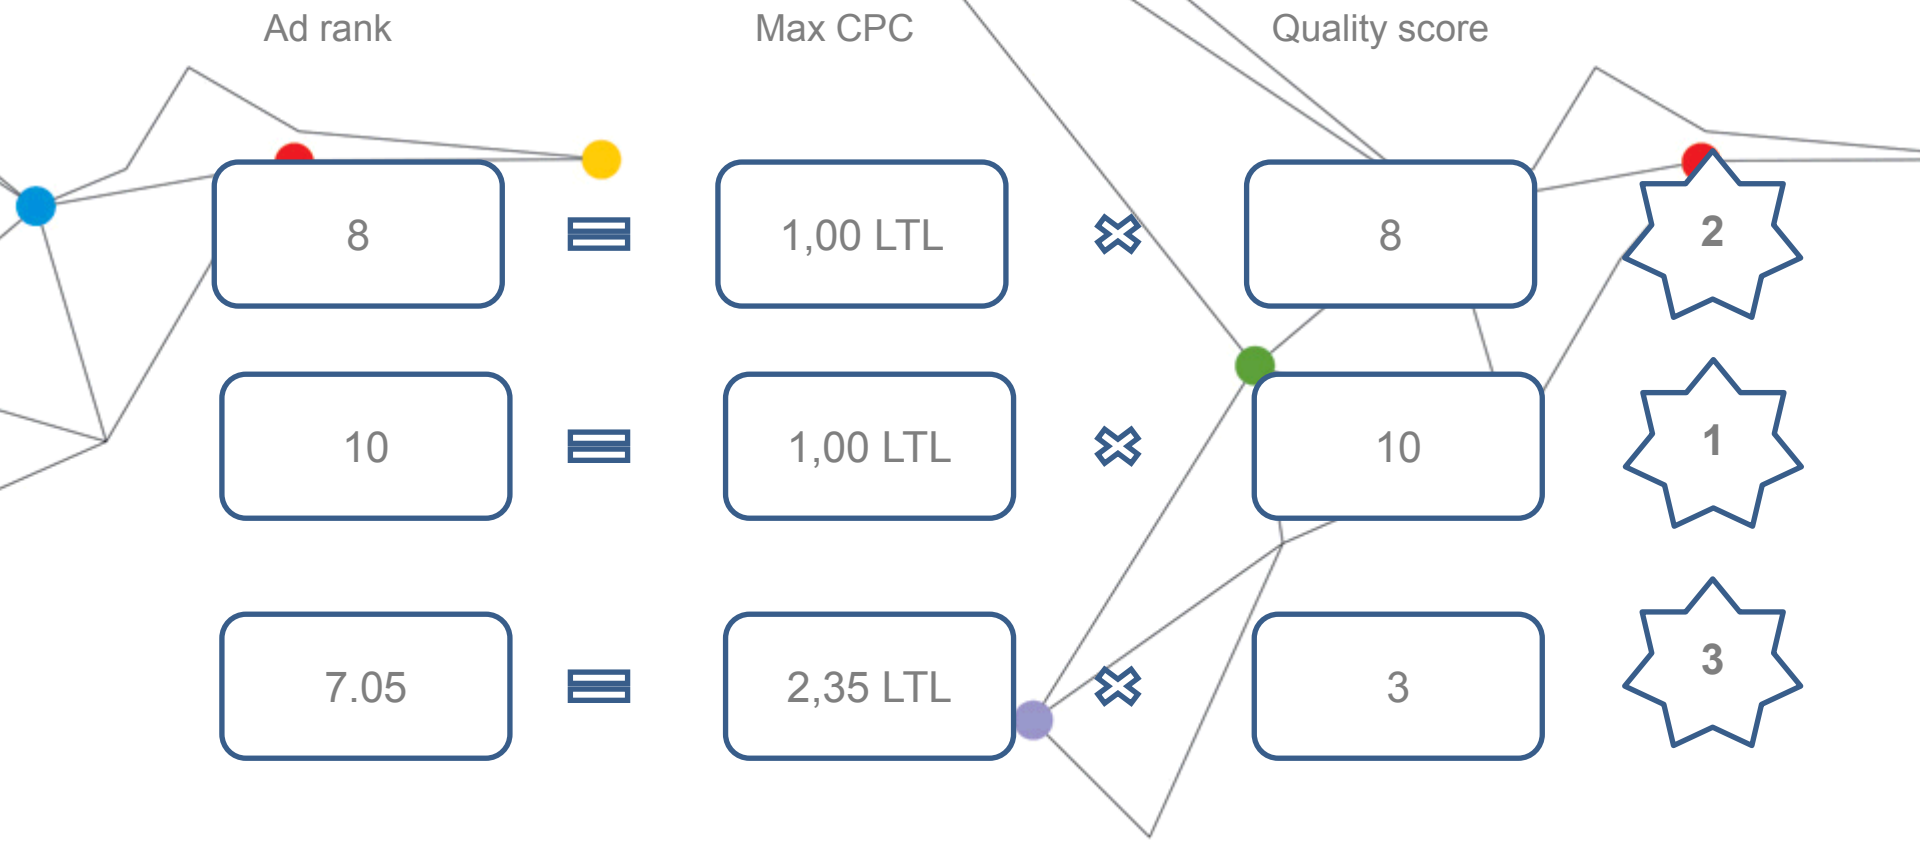 Ad rank Max CPC Quality score
8 1,00 LTL 8 2
10 1,00 LTL 10 1
7.05 2,35 LTL 3 3